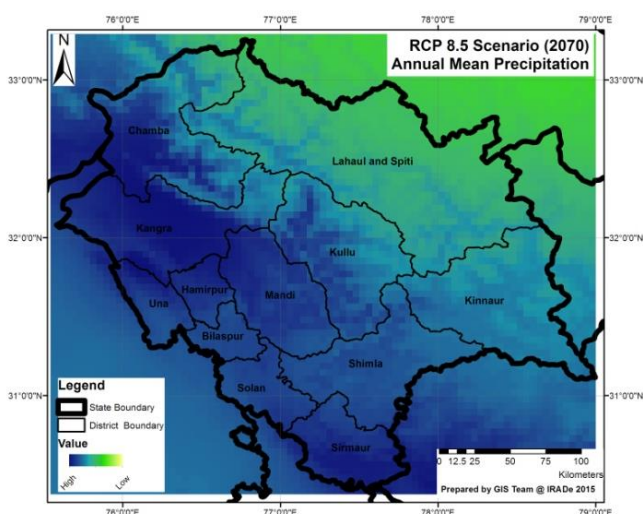 76°0'0"E
77°0'0"E
78°0'0"E
79°0'0"E
N
RCP 8.5 Scenario (2070)
Annual Mean Precipitation
33°0'0"N
33°0'0"N
Chamba
Lahaul and Spiti
Kangra
32°0'0"N
32°0'0"N
Kullu
Hamirpur
Mandi
Una
Kinnaur
Bilaspur
Shimla
Legend
State Boundary
District Boundary
Value
High
Low
Solan
31°0'0"N
31°0'0"N
Sirmaur
0 12.5 25 50 75 100
Kilometers
Prepared by GIS Team @ IRADe 2015
76°0'0"E
77°0'0"E
78°0'0"E
79°0'0"E